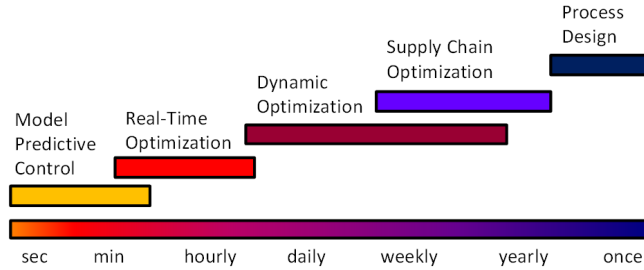 Process
Design
Supply Chain
Optimization
Dynamic
Optimization
Real-Time
Optimization
Model
Predictive
Control
sec min hourly daily weekly yearly once